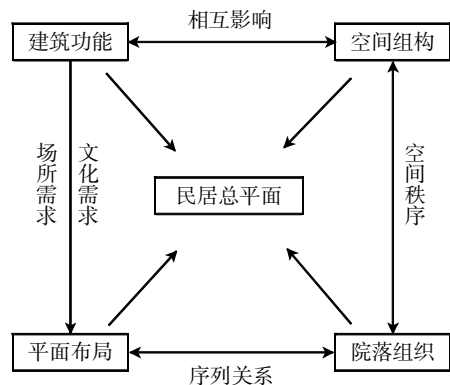 相互影响
建筑功能
空间组构
场所需求
文化需求
空间秩序
民居总平面
平面布局
院落组织
序列关系